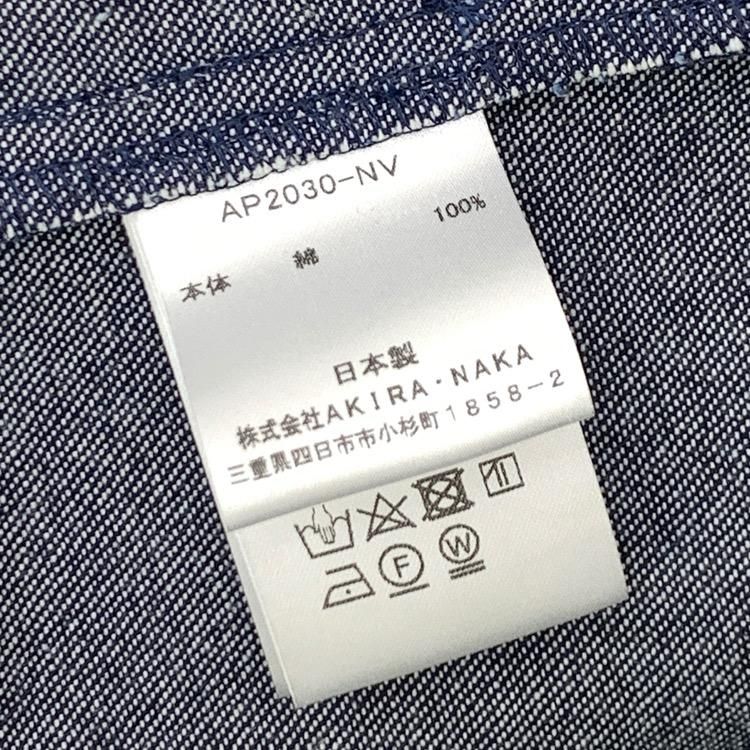 AP2030-NV
本体 綿 100%
日本製
株式会社AKIRA・NAKA
三重県四日市市小杉町1858-2
F W